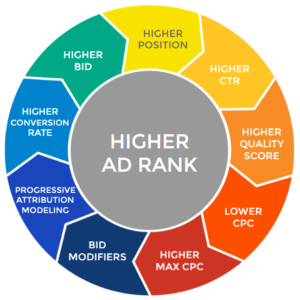 HIGHER
POSITION
HIGHER
CTR
HIGHER
QUALITY
SCORE
LOWER
CPC
HIGHER
MAX CPC
BID
MODIFIERS
PROGRESSIVE
ATTRIBUTION
MODELING
HIGHER
CONVERSION
RATE
HIGHER
BID
HIGHER
AD RANK